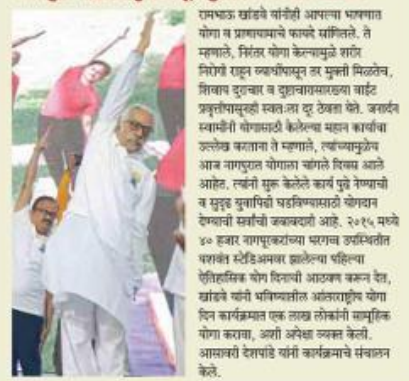 रामभाऊ खांडवे यांनीही आपल्या भाषणात
योगा व प्राणायामाचे फायदे सांगितले. ते
म्हणाले, निरंतर योगा केल्यामुळे शरीर
निरोगी राहून व्याधींपासून तर मुक्ती मिळतेच,
शिवाय दुराचार व दुष्टाचारासारख्या वाईट
प्रवृत्तींपासूनही स्वत:ला दूर ठेवता येते. जनार्दन
स्वामींनी योगासाठी केलेल्या महान कार्याचा
उल्लेख करताना ते म्हणाले, त्यांच्यामुळेच
आज नागपुरात योगाला चांगले दिवस आले
आहेत. त्यांनी सुरू केलेले कार्य पुढे नेण्याची
व सुदृढ युवापिढी घडविण्यासाठी योगदान
देण्याची सर्वांची जबाबदारी आहे. २०१५ मध्ये
४० हजार नागपूरकरांच्या भरगच्च उपस्थितीत
यशवंत स्टेडिअमवर झालेल्या पहिल्या
ऐतिहासिक योग दिनाची आठवण करून देत,
खांडवे यांनी भविष्यातील आंतरराष्ट्रीय योगा
दिन कार्यक्रमात एक लाख लोकांनी सामूहिक
योगा करावा, अशी अपेक्षा व्यक्त केली.
आसावरी देशपांडे यांनी कार्यक्रमाचे संचालन
केले.